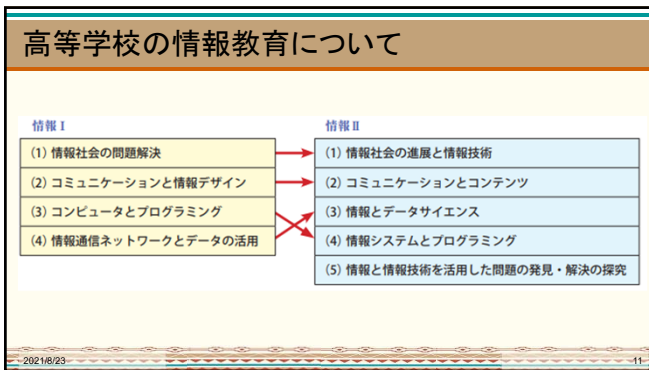 高等学校の情報教育について
情報Ⅰ
(1) 情報社会の問題解決
(2) コミュニケーションと情報デザイン
(3) コンピュータとプログラミング
(4) 情報通信ネットワークとデータの活用
情報Ⅱ
(1) 情報社会の進展と情報技術
(2) コミュニケーションとコンテンツ
(3) 情報とデータサイエンス
(4) 情報システムとプログラミング
(5) 情報と情報技術を活用した問題の発見・解決の探究
2021/8/23
11